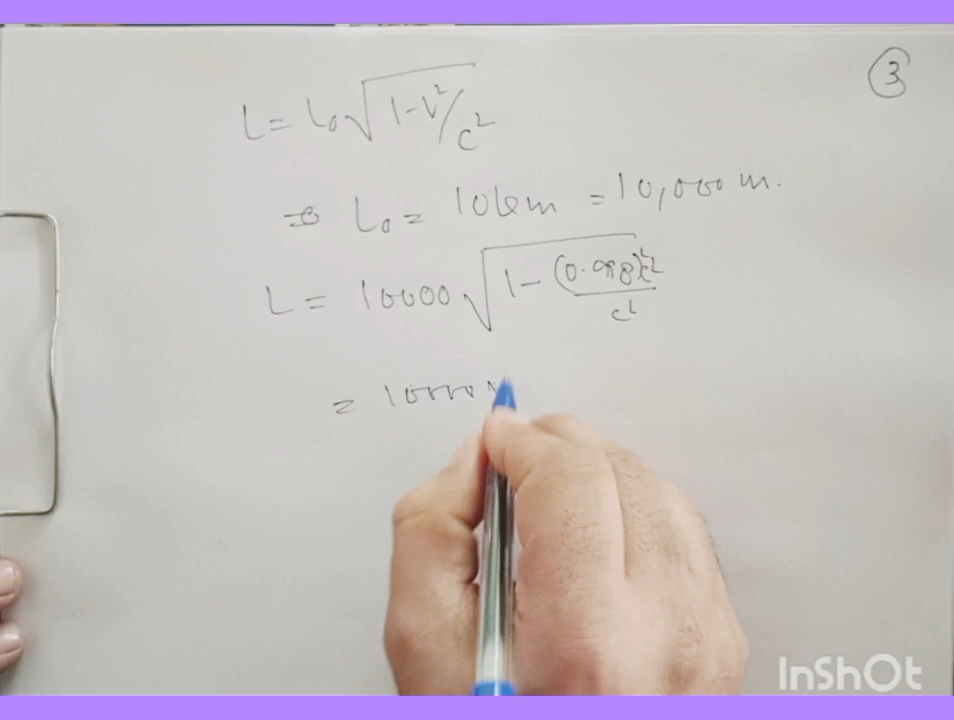 ③
L = L₀√(1-V²/c²)
⇒ L₀ = 10km = 10,000 m.
L = 10000 √(1 - (0.998)²c²/c²)
= 10000
InShOt